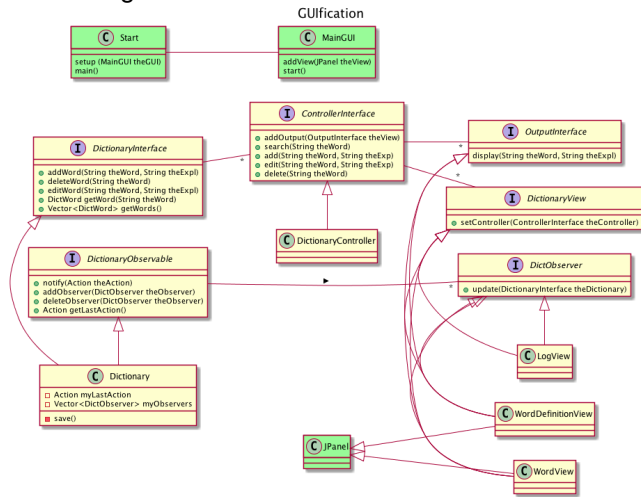 GUIfication
C Start
setup (MainGUI theGUI)
main()
C MainGUI
addView(JPanel theView)
start()
I ControllerInterface
addOutput(OutputInterface theView)
search(String theWord)
add(String theWord, String theExp)
edit(String theWord, String theExp)
delete(String theWord)
I OutputInterface
display(String theWord, String theExpl)
I DictionaryInterface
addWord(String theWord, String theExpl)
deleteWord(String theWord)
editWord(String theWord, String theExpl)
DictWord getWord(String theWord)
Vector<DictWord> getWords()
*
*
*
I DictionaryView
setController(ControllerInterface theController)
C DictionaryController
I DictionaryObservable
notify(Action theAction)
addObserver(DictObserver theObserver)
deleteObserver(DictObserver theObserver)
Action getLastAction()
I DictObserver
update(DictionaryInterface theDictionary)
*
C LogView
C Dictionary
Action myLastAction
Vector<DictObserver> myObservers
save()
C WordDefinitionView
C JPanel
C WordView